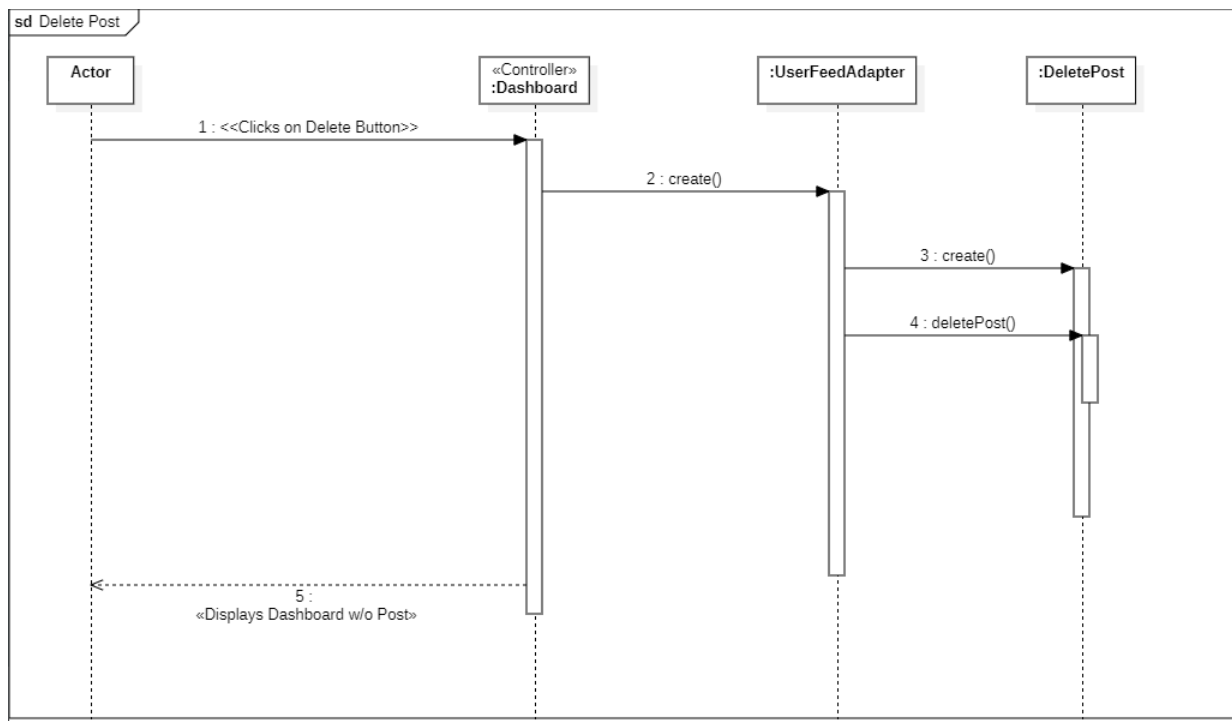 sd Delete Post
Actor
«Controller»
:Dashboard
:UserFeedAdapter
:DeletePost
1 : <<Clicks on Delete Button>>
2 : create()
3 : create()
4 : deletePost()
5 :
«Displays Dashboard w/o Post»